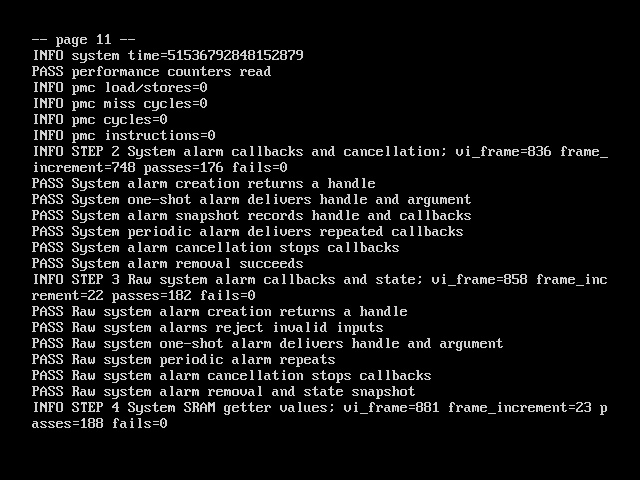 -- page 11 --
INFO system time=51536792848152879
PASS performance counters read
INFO pmc load/stores=0
INFO pmc miss cycles=0
INFO pmc cycles=0
INFO pmc instructions=0
INFO STEP 2 System alarm callbacks and cancellation; vi_frame=836 frame_
increment=748 passes=176 fails=0
PASS System alarm creation returns a handle
PASS System one-shot alarm delivers handle and argument
PASS System alarm snapshot records handle and callbacks
PASS System periodic alarm delivers repeated callbacks
PASS System alarm cancellation stops callbacks
PASS System alarm removal succeeds
INFO STEP 3 Raw system alarm callbacks and state; vi_frame=858 frame_inc
rement=22 passes=182 fails=0
PASS Raw system alarm creation returns a handle
PASS Raw system alarms reject invalid inputs
PASS Raw system one-shot alarm delivers handle and argument
PASS Raw system periodic alarm repeats
PASS Raw system alarm cancellation stops callbacks
PASS Raw system alarm removal and state snapshot
INFO STEP 4 System SRAM getter values; vi_frame=881 frame_increment=23 p
asses=188 fails=0